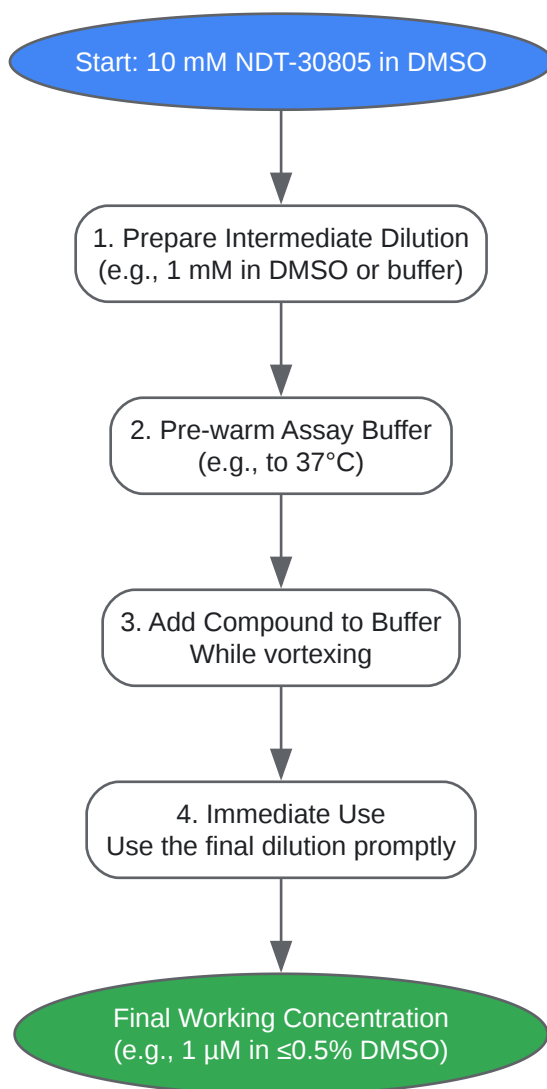 Start: 10 mM NDT-30805 in DMSO
1. Prepare Intermediate Dilution
(e.g., 1 mM in DMSO or buffer)
2. Pre-warm Assay Buffer
(e.g., to 37°C)
3. Add Compound to Buffer
While vortexing
4. Immediate Use
Use the final dilution promptly
Final Working Concentration
(e.g., 1 µM in ≤0.5% DMSO)